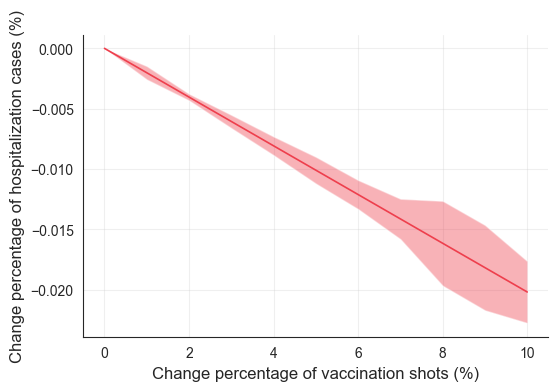 Change percentage of hospitalization cases (%)
0.000
−0.005
−0.010
−0.015
−0.020
0 2 4 6 8 10
Change percentage of vaccination shots (%)